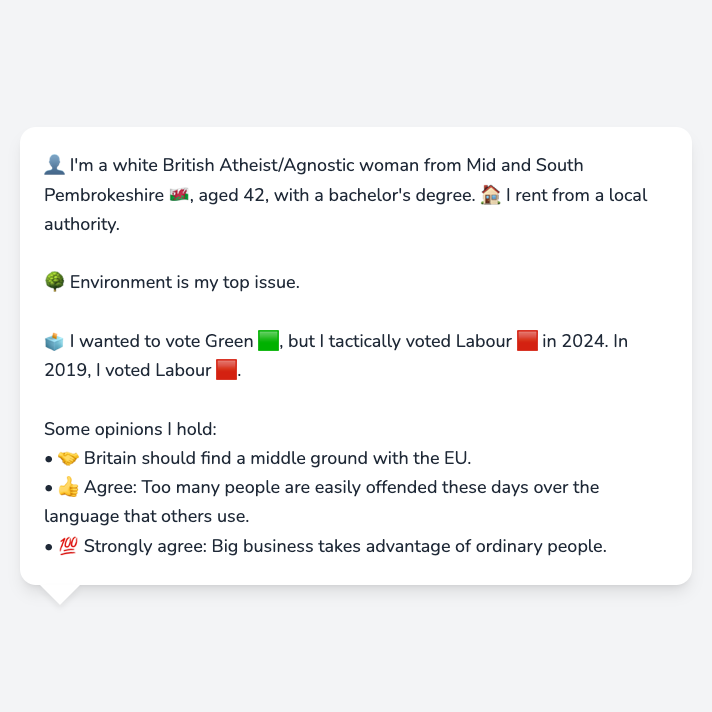 👤 I'm a white British Atheist/Agnostic woman from Mid and South
Pembrokeshire 🏴󠁧󠁢󠁷󠁬󠁳󠁿, aged 42, with a bachelor's degree. 🏠 I rent from a local
authority.
🌳 Environment is my top issue.
🗳️ I wanted to vote Green 🟩, but I tactically voted Labour 🟥 in 2024. In
2019, I voted Labour 🟥.
Some opinions I hold:
• 🤝 Britain should find a middle ground with the EU.
• 👍 Agree: Too many people are easily offended these days over the
language that others use.
• 💯 Strongly agree: Big business takes advantage of ordinary people.